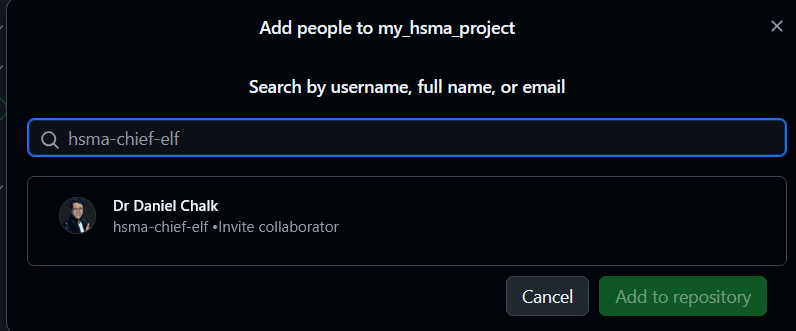 Add people to my_hsma_project
Search by username, full name, or email
hsma-chief-elf
Dr Daniel Chalk
hsma-chief-elf •Invite collaborator
Cancel
Add to repository